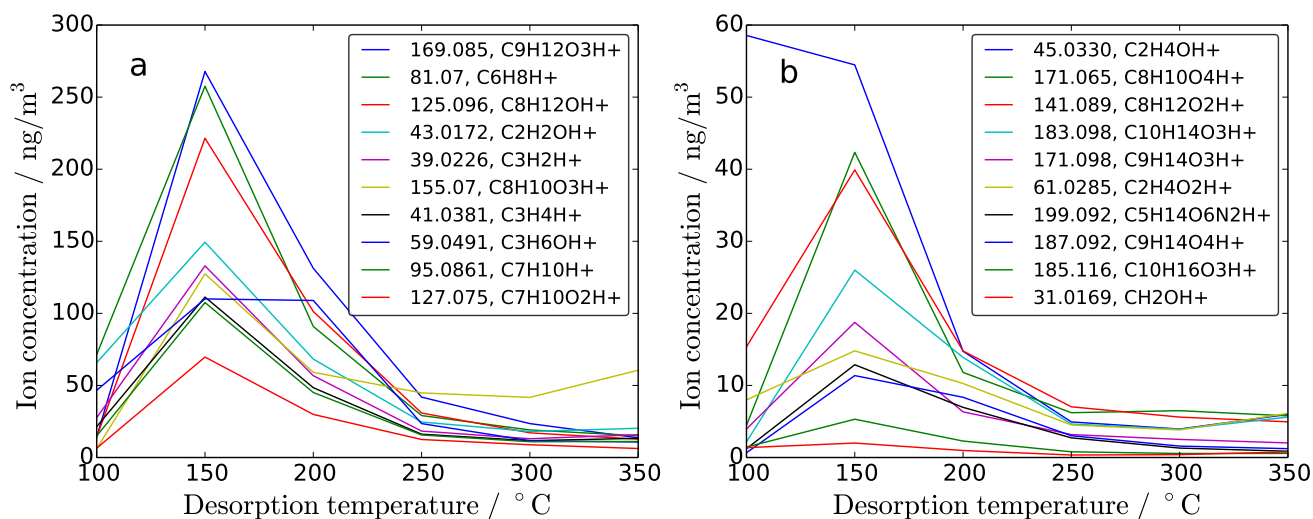 a
300
250
200
150
100
50
0
100
150
200
250
300
350
Ion concentration / ng/m³
Desorption temperature / °C
169.085, C9H12O3H+
81.07, C6H8H+
125.096, C8H12OH+
43.0172, C2H2OH+
39.0226, C3H2H+
155.07, C8H10O3H+
41.0381, C3H4H+
59.0491, C3H6OH+
95.0861, C7H10H+
127.075, C7H10O2H+
b
60
50
40
30
20
10
0
100
150
200
250
300
350
Ion concentration / ng/m³
Desorption temperature / °C
45.0330, C2H4OH+
171.065, C8H10O4H+
141.089, C8H12O2H+
183.098, C10H14O3H+
171.098, C9H14O3H+
61.0285, C2H4O2H+
199.092, C5H14O6N2H+
187.092, C9H14O4H+
185.116, C10H16O3H+
31.0169, CH2OH+